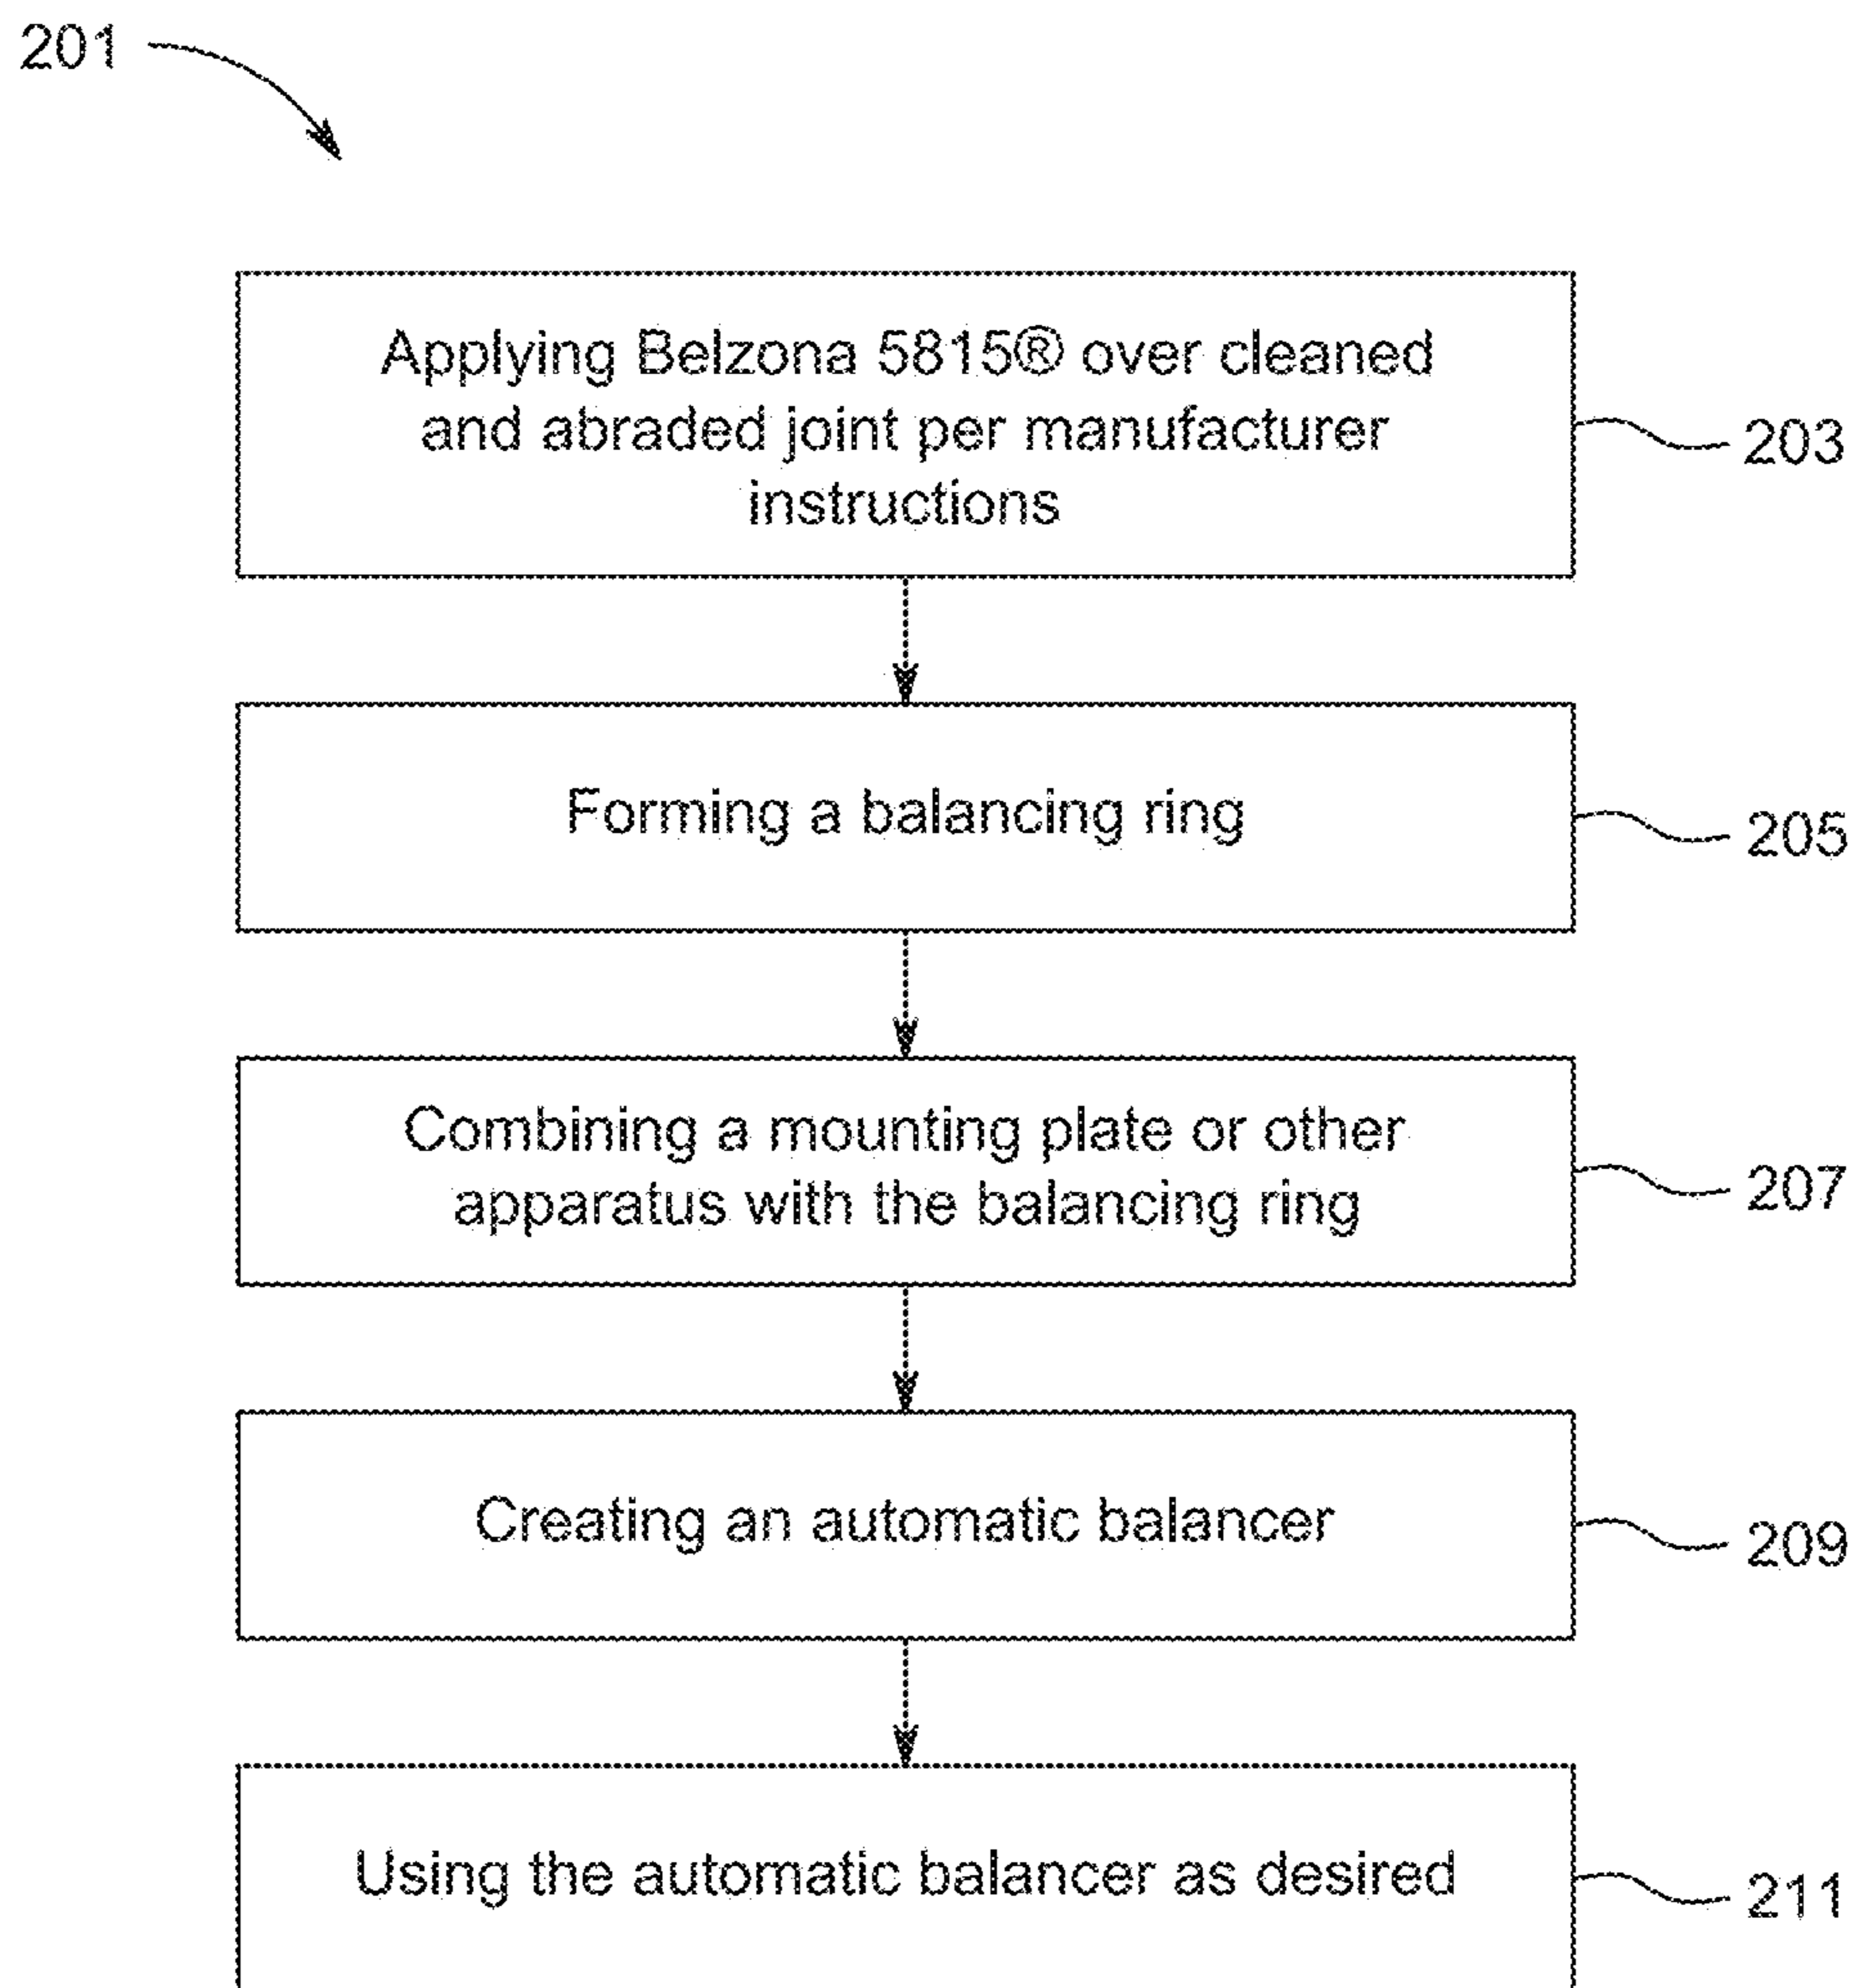 201
Applying Belzona 5815® over cleaned
and abraded joint per manufacturer
instructions
203
Forming a balancing ring
205
Combining a mounting plate or other
apparatus with the balancing ring
207
Creating an automatic balancer
209
Using the automatic balancer as desired
211